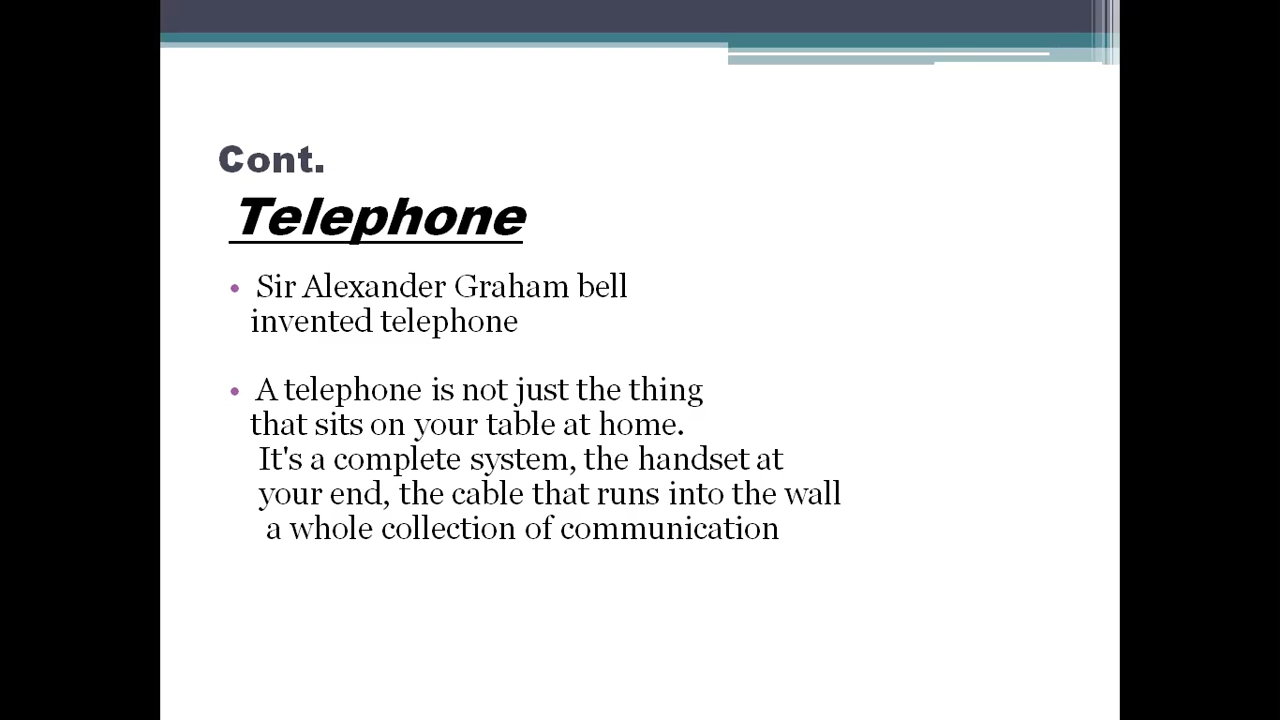 Cont.
Telephone
• Sir Alexander Graham bell
invented telephone
• A telephone is not just the thing
that sits on your table at home.
It's a complete system, the handset at
your end, the cable that runs into the wall
a whole collection of communication